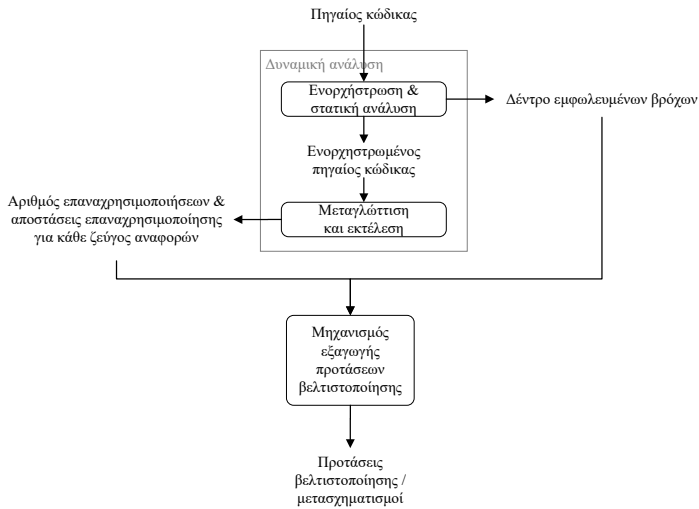 Πηγαίος κώδικας
Δυναμική ανάλυση
Ενορχήστρωση &
στατική ανάλυση
Δέντρο εμφωλευμένων βρόχων
Ενορχηστρωμένος
πηγαίος κώδικας
Αριθμός επαναχρησιμοποιήσεων &
αποστάσεις επαναχρησιμοποίησης
για κάθε ζεύγος αναφορών
Μεταγλώττιση
και εκτέλεση
Μηχανισμός
εξαγωγής
προτάσεων
βελτιστοποίησης
Προτάσεις
βελτιστοποίησης /
μετασχηματισμοί